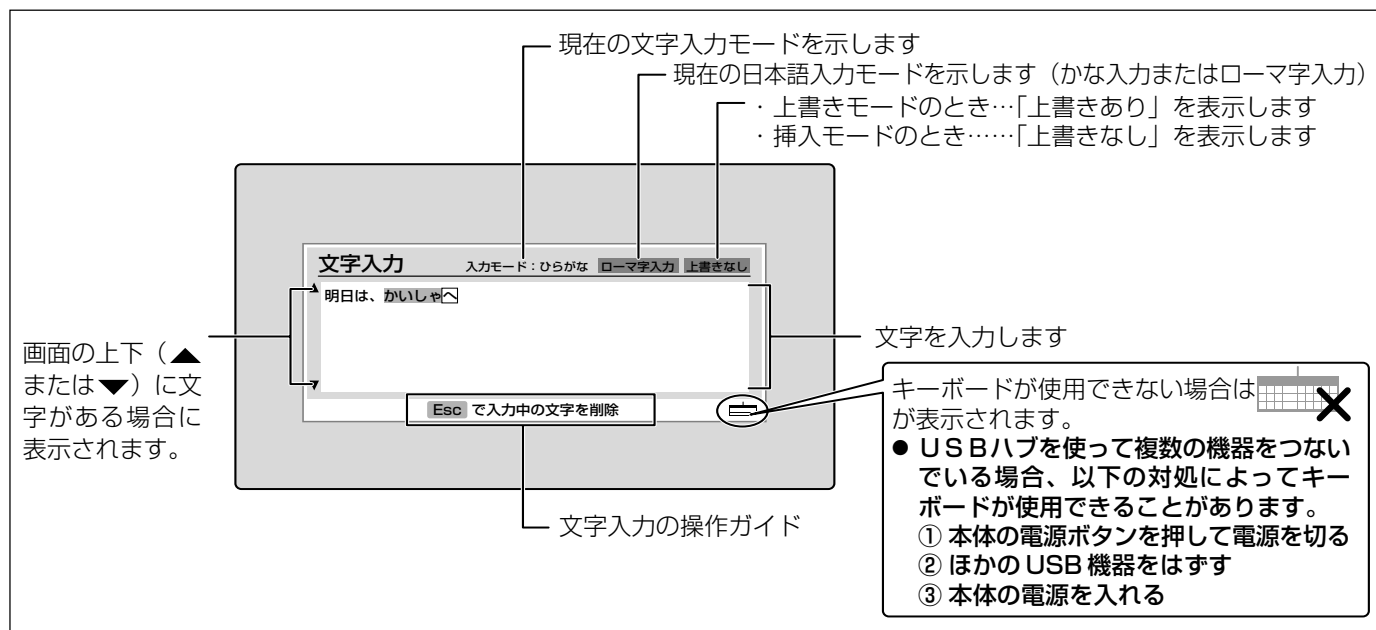 現在の文字入力モードを示します
現在の日本語入力モードを示します（かな入力またはローマ字入力）
・上書きモードのとき…「上書きあり」を表示します
・挿入モードのとき……「上書きなし」を表示します
文字入力 入力モード：ひらがな ローマ字入力 上書きなし
明日は、かいしゃへ
画面の上下（▲
または▼）に文
字がある場合に
表示されます。
文字を入力します
Esc で入力中の文字を削除
文字入力の操作ガイド
キーボードが使用できない場合は
が表示されます。
● USBハブを使って複数の機器をつない
でいる場合、以下の対処によってキー
ボードが使用できることがあります。
① 本体の電源ボタンを押して電源を切る
② ほかのUSB 機器をはずす
③ 本体の電源を入れる